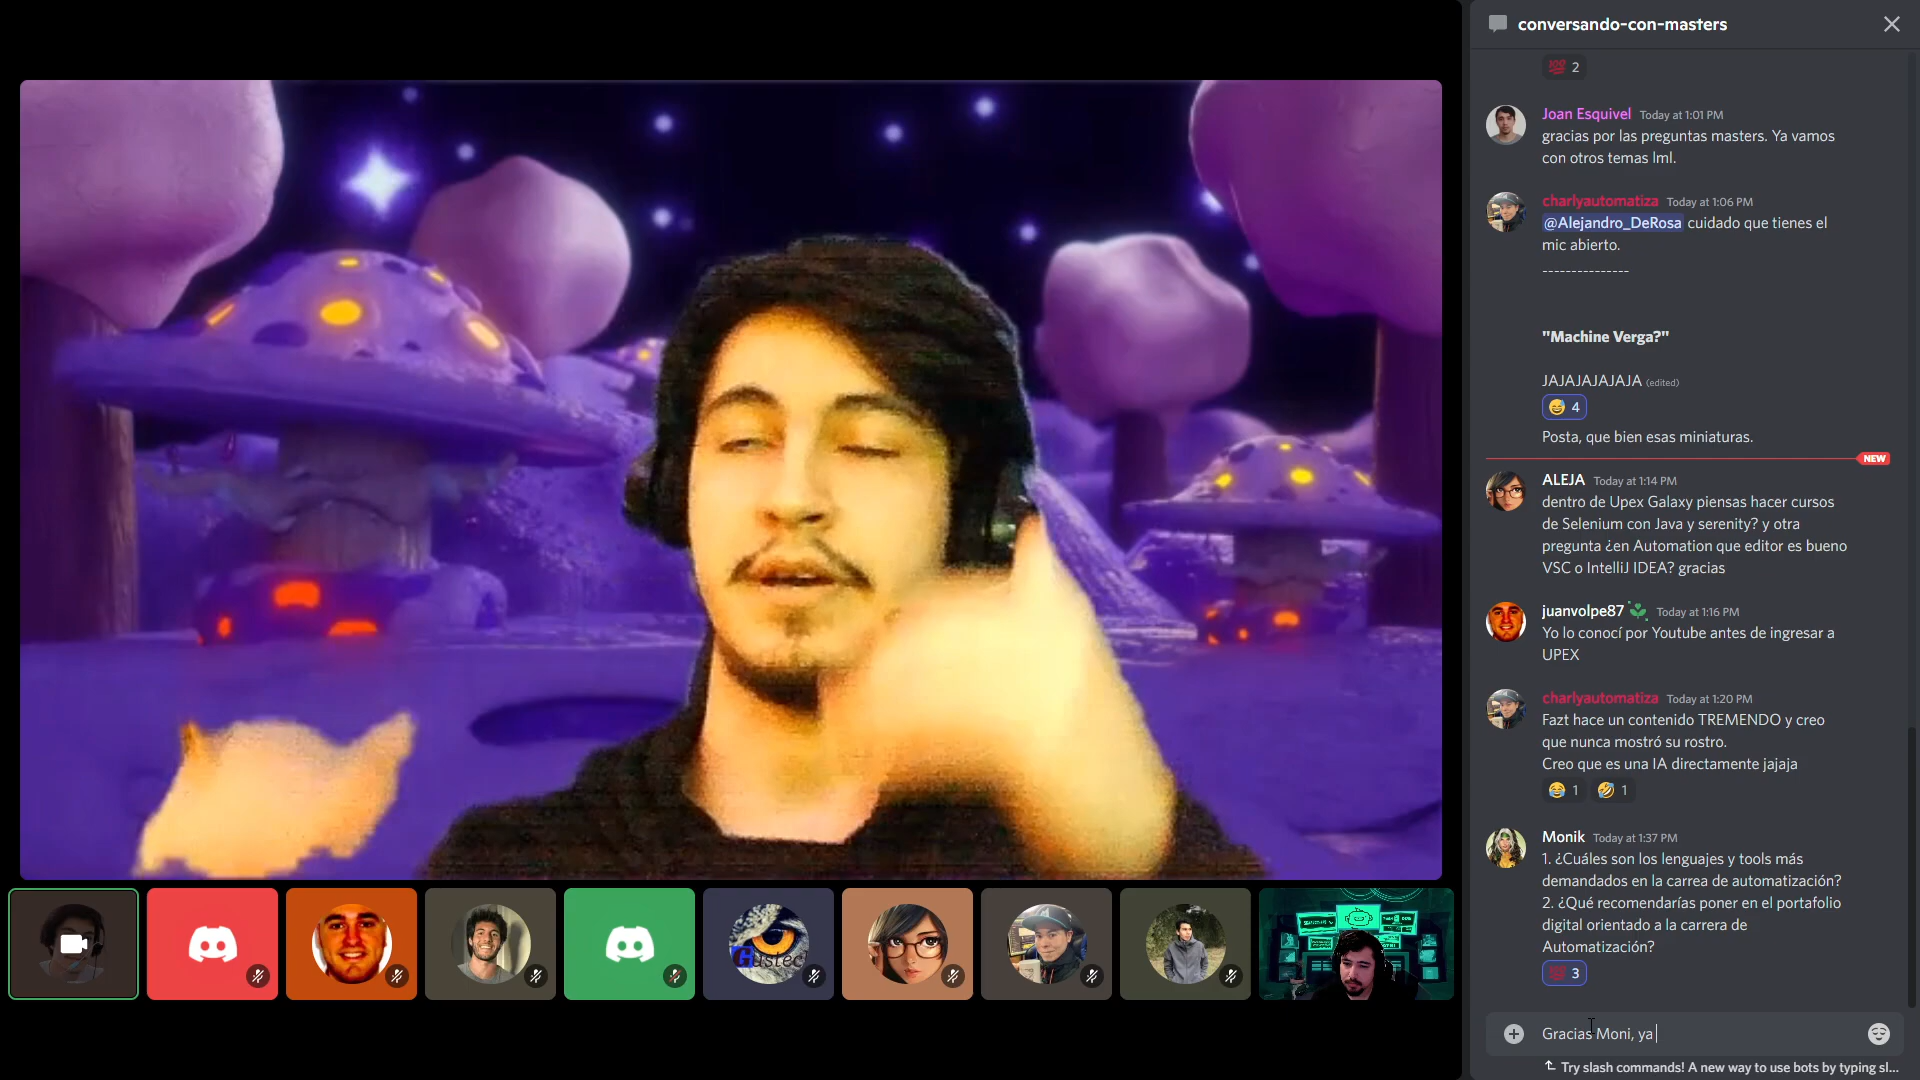 conversando-con-masters
💯 2
Joan Esquivel Today at 1:01 PM
gracias por las preguntas masters. Ya vamos
con otros temas lml.
charlyautomatiza Today at 1:06 PM
@Alejandro_DeRosa cuidado que tienes el
mic abierto.
---------------
"Machine Verga?"
JAJAJAJAJAJA (edited)
😅 4
Posta, que bien esas miniaturas.
NEW
ALEJA Today at 1:14 PM
dentro de Upex Galaxy piensas hacer cursos
de Selenium con Java y serenity? y otra
pregunta ¿en Automation que editor es bueno
VSC o IntelliJ IDEA? gracias
juanvolpe87 Today at 1:16 PM
Yo lo conocí por Youtube antes de ingresar a
UPEX
charlyautomatiza Today at 1:20 PM
Fazt hace un contenido TREMENDO y creo
que nunca mostró su rostro.
Creo que es una IA directamente jajaja
😂 1 🤣 1
Monik Today at 1:37 PM
1. ¿Cuáles son los lenguajes y tools más
demandados en la carrea de automatización?
2. ¿Qué recomendarías poner en el portafolio
digital orientado a la carrera de
Automatización?
💯 3
Gracias Moni, ya
Try slash commands! A new way to use bots by typing sl...